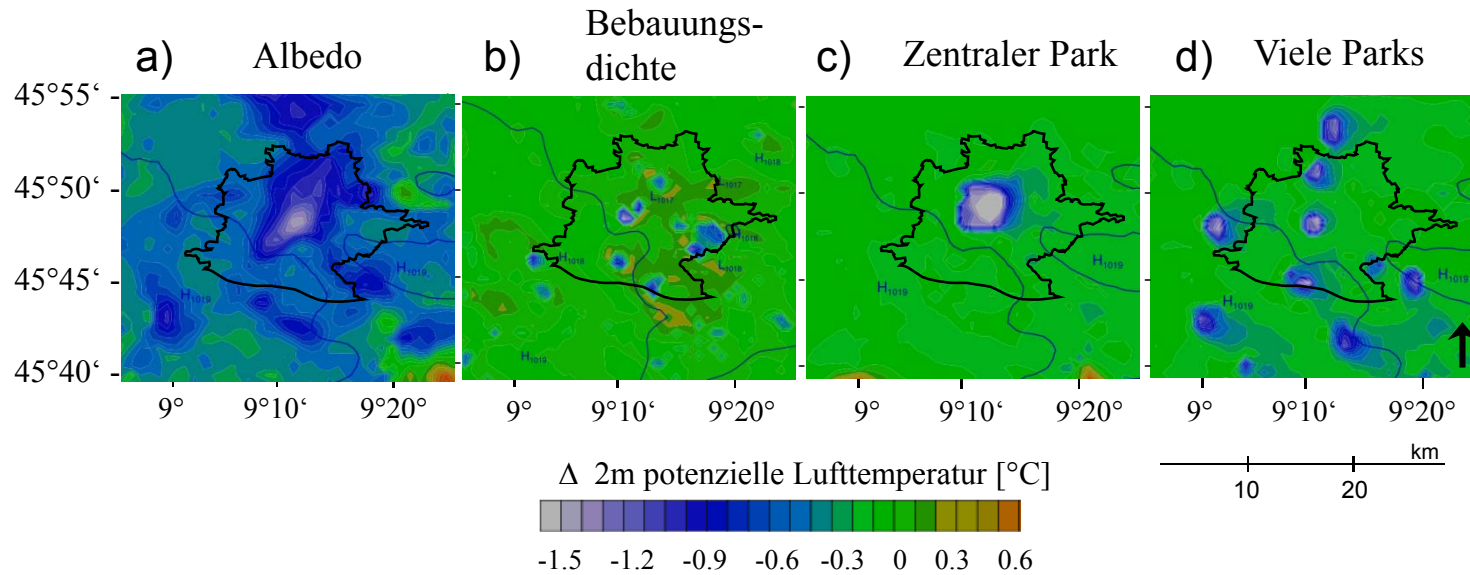 a) Albedo
b) Bebauungs-
dichte
c) Zentraler Park
d) Viele Parks
45°55‘
45°50‘
45°45‘
45°40‘
H1019
H1019
H1018
L1017
L1017
H1018
H1018
L1018
H1019
H1019
H1019
H1019
H1019
9° 9°10‘ 9°20‘
9° 9°10‘ 9°20‘
9° 9°10‘ 9°20‘
9° 9°10‘ 9°20‘
km
10 20
Δ 2m potenzielle Lufttemperatur [°C]
-1.5 -1.2 -0.9 -0.6 -0.3 0 0.3 0.6